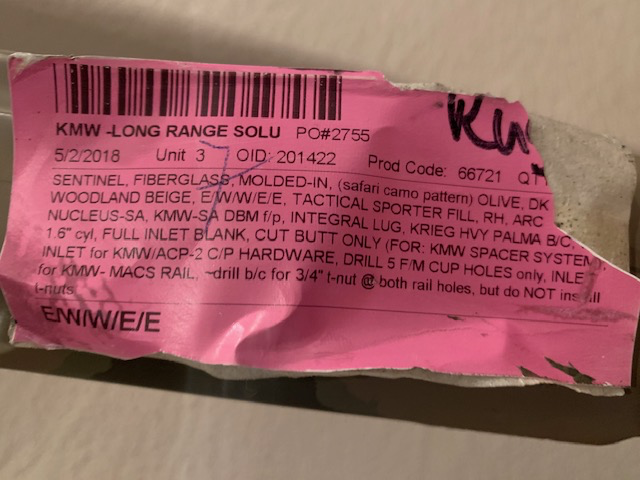 KW
KMW -LONG RANGE SOLU PO#2755
5/2/2018 Unit 3 OID: 201422 Prod Code: 66721 QT
SENTINEL, FIBERGLASS, MOLDED-IN, (safari camo pattern) OLIVE, DK
WOODLAND BEIGE, E/W/W/E/E, TACTICAL SPORTER FILL, RH, ARC
NUCLEUS-SA, KMW-SA DBM f/p, INTEGRAL LUG, KRIEG HVY PALMA B/C,
1.6" cyl, FULL INLET BLANK, CUT BUTT ONLY (FOR: KMW SPACER SYSTEM),
INLET for KMW/ACP-2 C/P HARDWARE, DRILL 5 F/M CUP HOLES only, INLE
for KMW- MACS RAIL, ~drill b/c for 3/4" t-nut @ both rail holes, but do NOT install
t-nuts
E/W/W/E/E